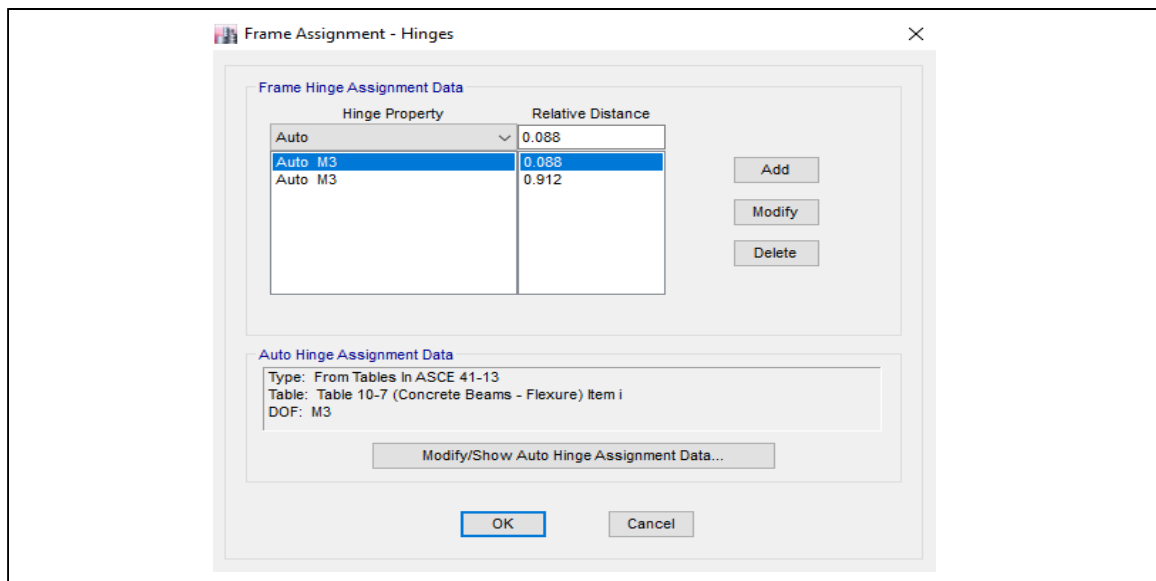 Frame Assignment - Hinges
Frame Hinge Assignment Data
Hinge Property Relative Distance
Auto 0.088
Auto M3 0.088
Auto M3 0.912
Add
Modify
Delete
Auto Hinge Assignment Data
Type: From Tables In ASCE 41-13
Table: Table 10-7 (Concrete Beams - Flexure) Item i
DOF: M3
Modify/Show Auto Hinge Assignment Data...
OK Cancel